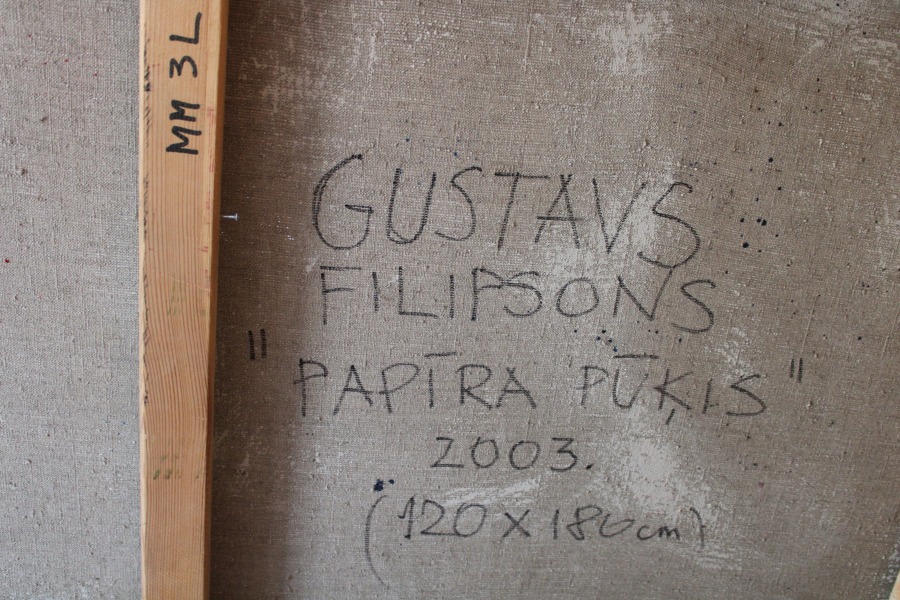 MM 3L
GUSTAVS
FILIPSONS
"PAPĪRA PŪĶIS"
2003.
(120 x 180 cm)